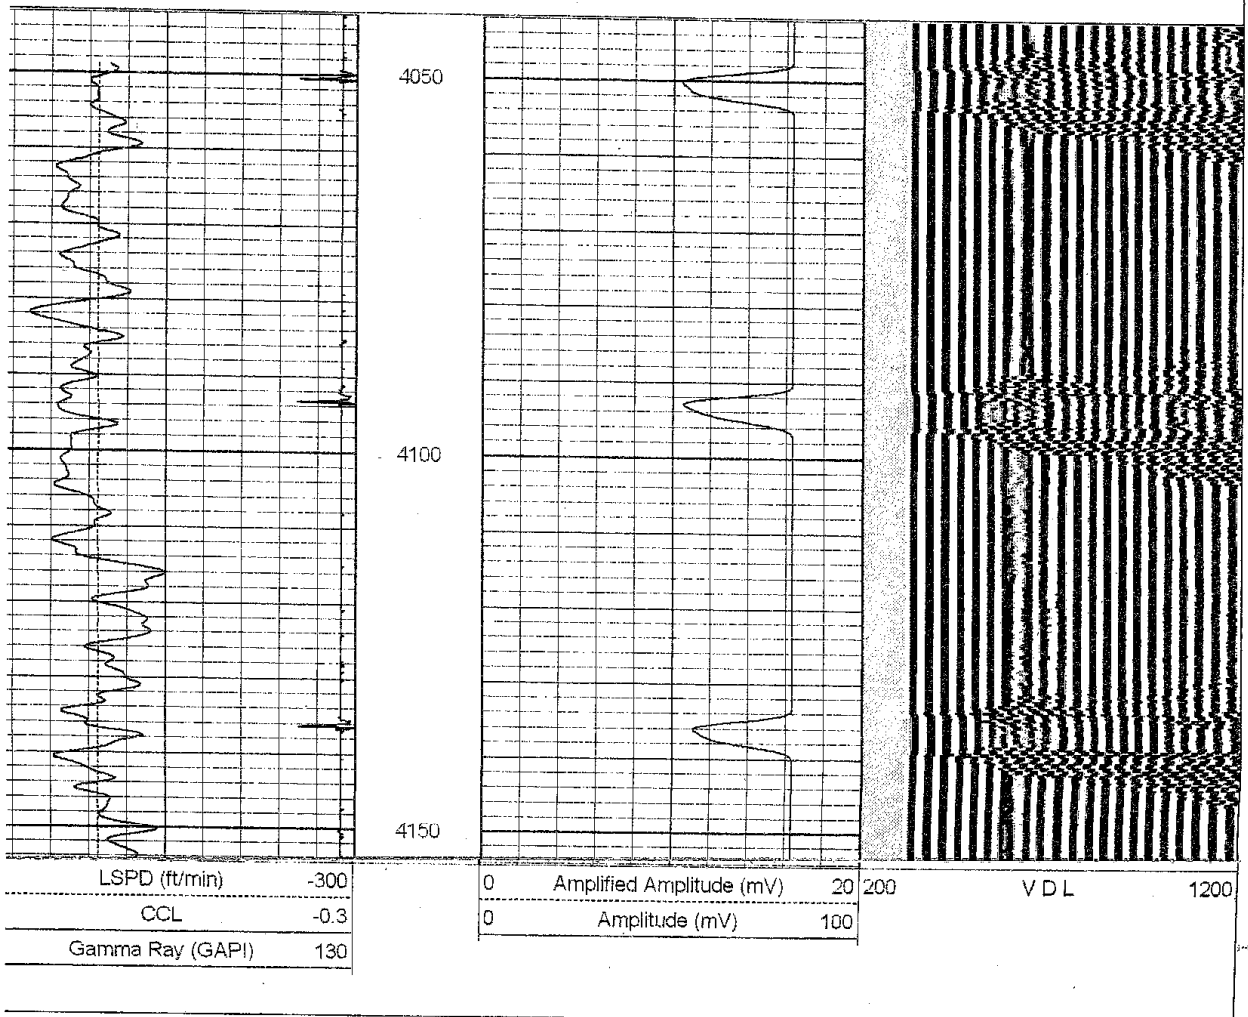 4050
4100
4150
LSPD (ft/min) -300
CCL -0.3
Gamma Ray (GAPI) 130
0 Amplified Amplitude (mV) 20
0 Amplitude (mV) 100
200 VDL 1200